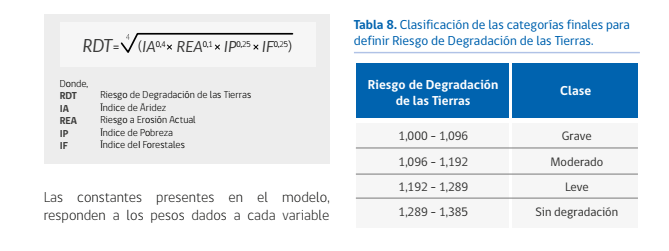 RDT=∜(IA^0,4× REA^0,1× IP^0,25× IF^0,25)
Donde,
RDT Riesgo de Degradación de las Tierras
IA Índice de Áridez
REA Riesgo a Erosión Actual
IP Índice de Pobreza
IF Índice del Forestales
Las constantes presentes en el modelo,
responden a los pesos dados a cada variable
Tabla 8. Clasificación de las categorías finales para
definir Riesgo de Degradación de las Tierras.
Riesgo de Degradación
de las Tierras
Clase
1,000 – 1,096 Grave
1,096 – 1,192 Moderado
1,192 – 1,289 Leve
1,289 – 1,385 Sin degradación